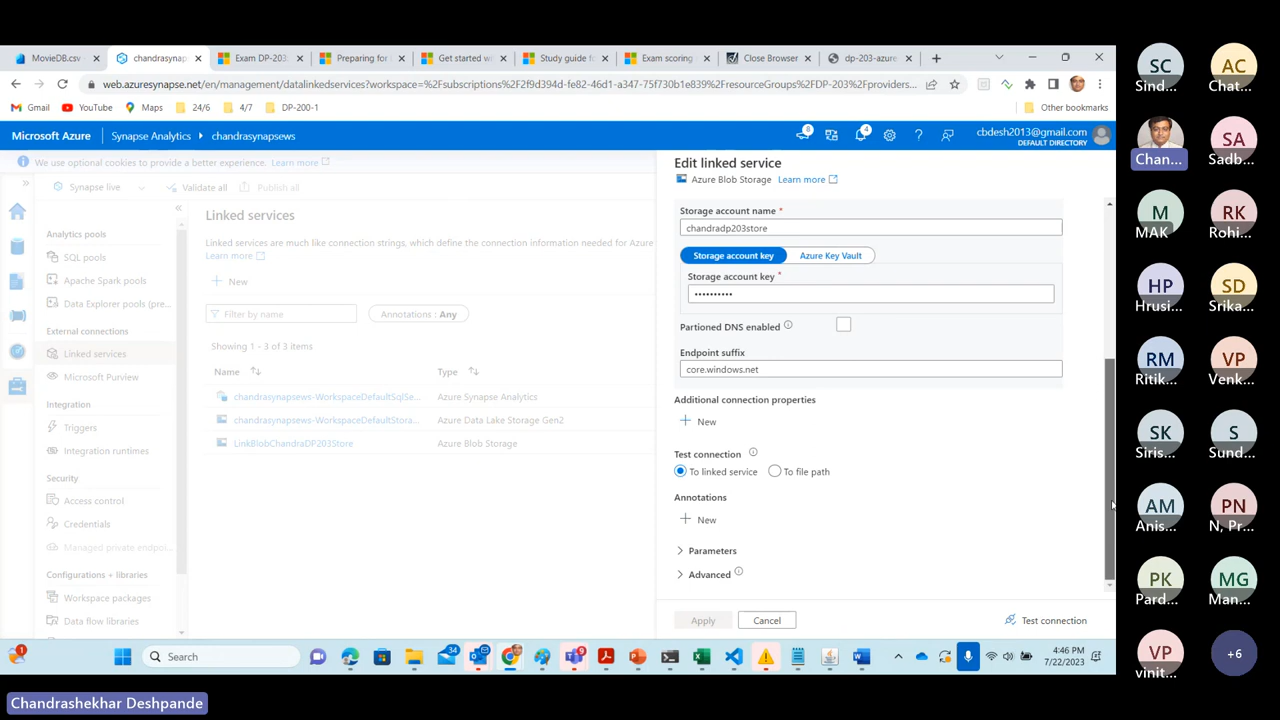 MovieDB.csv
chandrasynap
Exam DP-203:
Preparing for
Get started w
Study guide fo
Exam scoring
Close Browser
dp-203-azure
web.azuresynapse.net/en/management/datalinkedservices?workspace=%2Fsubscriptions%2F2f9d394d-fe82-46d1-a347-5f730b1e839%2FresourceGroups%2FDP-203%2Fproviders...
Gmail
YouTube
Maps
24/6
4/7
DP-200-1
Other bookmarks
Microsoft Azure
Synapse Analytics
chandrasynapsews
8
4
cbdesh2013@gmail.com
DEFAULT DIRECTORY
We use optional cookies to provide a better experience. Learn more
Synapse live
Validate all
Publish all
Analytics pools
SQL pools
Apache Spark pools
Data Explorer pools (pre...
External connections
Linked services
Microsoft Purview
Integration
Triggers
Integration runtimes
Security
Access control
Credentials
Managed private endpoi...
Configurations + libraries
Workspace packages
Data flow libraries
Linked services
Linked services are much like connection strings, which define the connection information needed for Azure
Learn more
New
Filter by name
Annotations : Any
Showing 1 - 3 of 3 items
Name
Type
chandrasynapsews-WorkspaceDefaultSqlSe...
Azure Synapse Analytics
chandrasynapsews-WorkspaceDefaultStora...
Azure Data Lake Storage Gen2
LinkBlobChandraDP203Store
Azure Blob Storage
Edit linked service
Azure Blob Storage Learn more
Storage account name *
chandradp203store
Storage account key
Azure Key Vault
Storage account key *
••••••••••
Partioned DNS enabled
Endpoint suffix
core.windows.net
Additional connection properties
New
Test connection
To linked service
To file path
Annotations
New
Parameters
Advanced
Apply
Cancel
Test connection
1
Search
34
9
4:46 PM
7/22/2023
SC
Sind...
AC
Chat...
Chan...
SA
Sadb...
M
MAK
RK
Rohi...
HP
Hrusi...
SD
Srika...
RM
Ritik...
VP
Venk...
SK
Siris...
S
Sund...
AM
Anis...
PN
N, Pr...
PK
Pard...
MG
Man...
VP
vinit...
+6
Chandrashekhar Deshpande